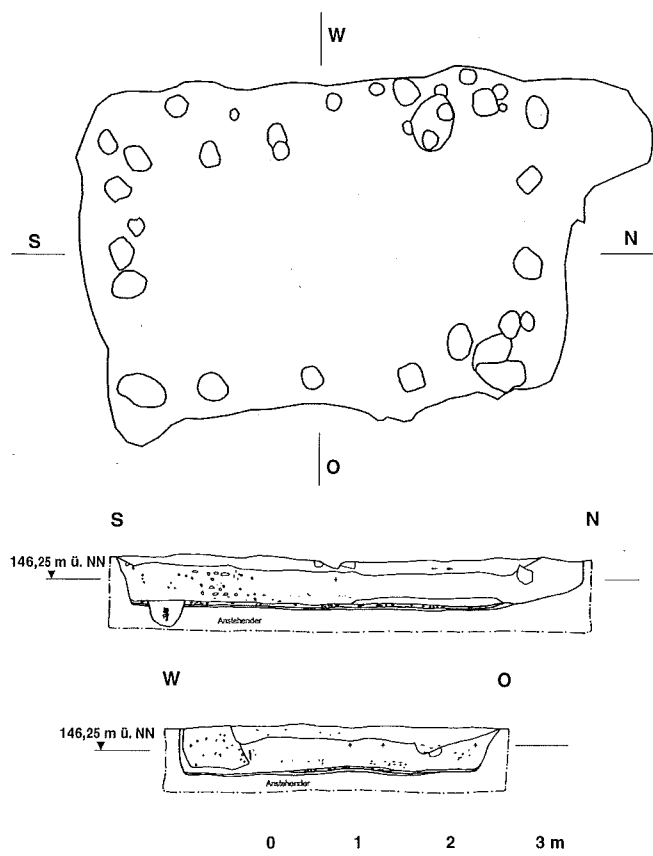 W
S N
O
S N
146,25 m ü. NN
Anstehender
W O
146,25 m ü. NN
Anstehender
0 1 2 3 m